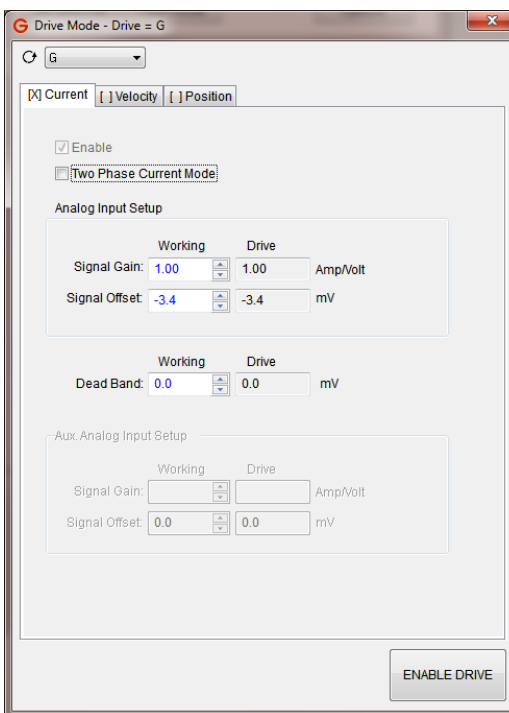 G Drive Mode - Drive = G
G
[X] Current [ ] Velocity [ ] Position
Enable
Two Phase Current Mode
Analog Input Setup
Working Drive
Signal Gain: 1.00 1.00 Amp/Volt
Signal Offset: -3.4 -3.4 mV
Working Drive
Dead Band: 0.0 0.0 mV
Aux. Analog Input Setup
Working Drive
Signal Gain: Amp/Volt
Signal Offset: 0.0 0.0 mV
ENABLE DRIVE